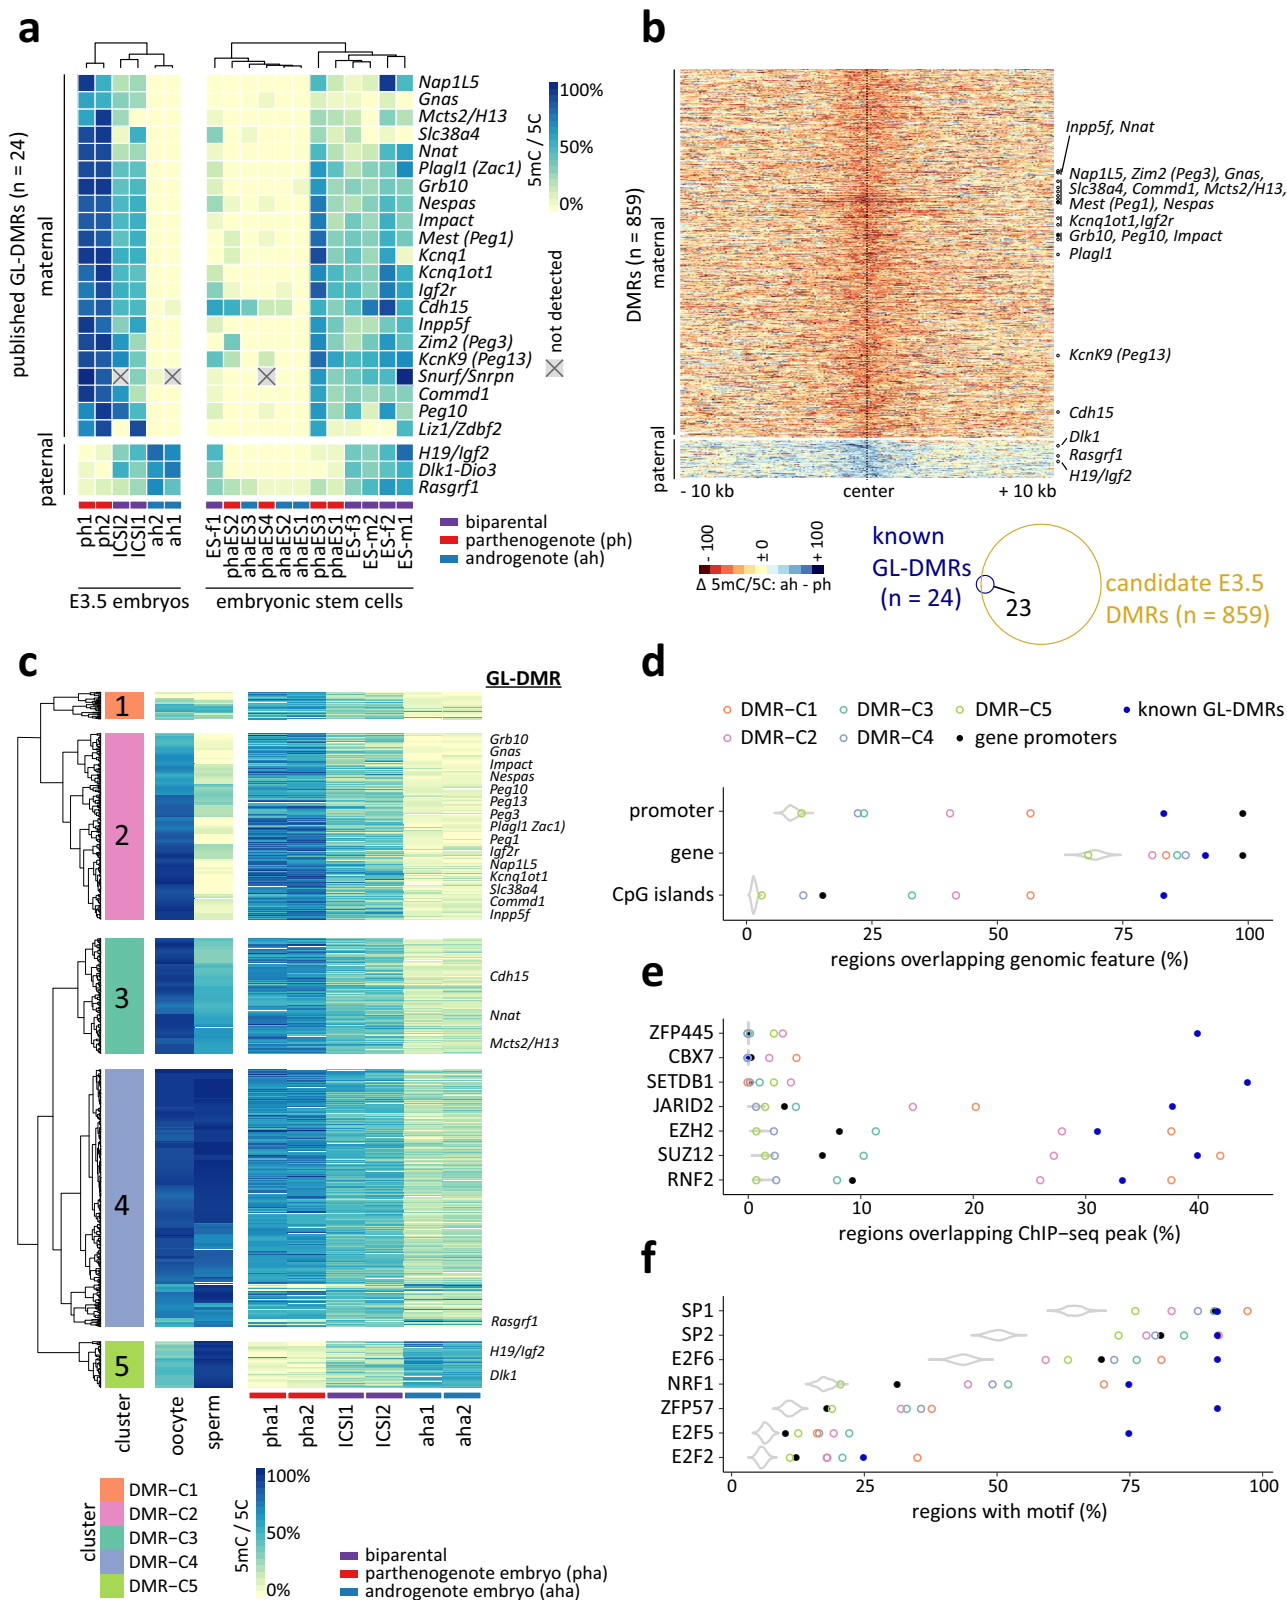 a
published GL-DMRs (n = 24)
maternal
paternal
Nap1L5
Gnas
Mcts2/H13
Slc38a4
Nnat
Plagl1 (Zac1)
Grb10
Nespas
Impact
Mest (Peg1)
Kcnq1
Kcnq1ot1
Igf2r
Cdh15
Inpp5f
Zim2 (Peg3)
KcnK9 (Peg13)
Snurf/Snrpn
Commd1
Peg10
Liz1/Zdbf2
H19/Igf2
Dlk1-Dio3
Rasgrf1
100%
50%
0%
5mC / 5C
not detected
ph1
ph2
ICSI2
ICSI1
ah2
ah1
ES-f1
phaES2
ahaES3
phaES4
ahaES2
ahaES1
phaES3
phaES1
ES-f3
ES-m2
ES-f2
ES-m1
E3.5 embryos
embryonic stem cells
biparental
parthenogenote (ph)
androgenote (ah)
b
DMRs (n = 859)
maternal
paternal
Inpp5f, Nnat
Nap1L5, Zim2 (Peg3), Gnas,
Slc38a4, Commd1, Mcts2/H13,
Mest (Peg1), Nespas
Kcnq1ot1,Igf2r
Grb10, Peg10, Impact
Plagl1
KcnK9 (Peg13)
Cdh15
Dlk1
Rasgrf1
H19/Igf2
- 10 kb
center
+ 10 kb
- 100
± 0
+ 100
Δ 5mC/5C: ah - ph
known
GL-DMRs
(n = 24)
23
candidate E3.5
DMRs (n = 859)
c
GL-DMR
1
2
3
4
5
Grb10
Gnas
Impact
Nespas
Peg10
Peg13
Peg3
Plagl1 Zac1)
Peg1
Igf2r
Nap1L5
Kcnq1ot1
Slc38a4
Commd1
Inpp5f
Cdh15
Nnat
Mcts2/H13
Rasgrf1
H19/Igf2
Dlk1
cluster
oocyte
sperm
pha1
pha2
ICSI1
ICSI2
aha1
aha2
cluster
DMR−C1
DMR−C2
DMR−C3
DMR−C4
DMR−C5
5mC / 5C
100%
50%
0%
biparental
parthenogenote embryo (pha)
androgenote embryo (aha)
d
DMR−C1
DMR−C3
DMR−C5
known GL-DMRs
DMR−C2
DMR−C4
gene promoters
promoter
gene
CpG islands
0
25
50
75
100
regions overlapping genomic feature (%)
e
ZFP445
CBX7
SETDB1
JARID2
EZH2
SUZ12
RNF2
0
10
20
30
40
regions overlapping ChIP−seq peak (%)
f
SP1
SP2
E2F6
NRF1
ZFP57
E2F5
E2F2
0
25
50
75
100
regions with motif (%)